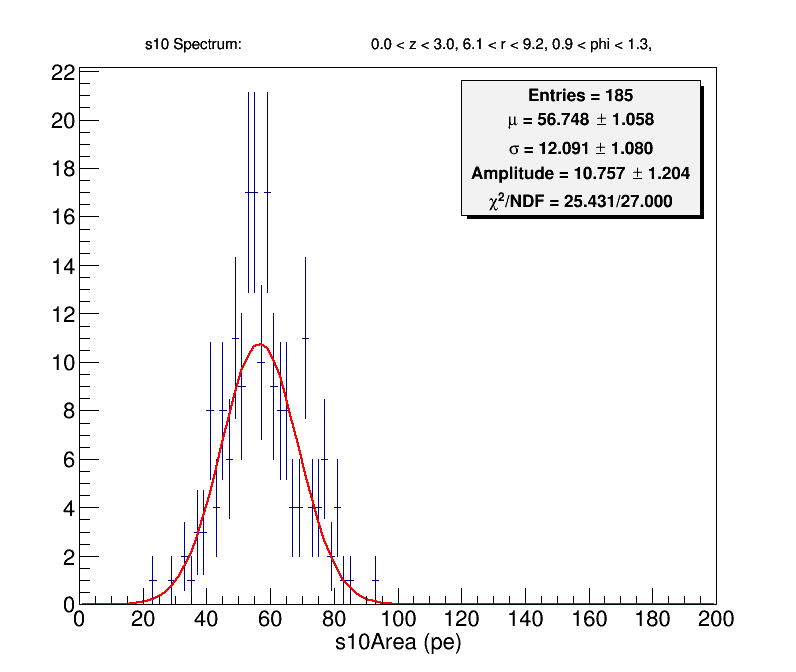 s10 Spectrum: 0.0 < z < 3.0, 6.1 < r < 9.2, 0.9 < phi < 1.3,
Entries = 185
μ = 56.748 ± 1.058
σ = 12.091 ± 1.080
Amplitude = 10.757 ± 1.204
χ²/NDF = 25.431/27.000
22
20
18
16
14
12
10
8
6
4
2
0
0 20 40 60 80 100 120 140 160 180 200
s10Area (pe)